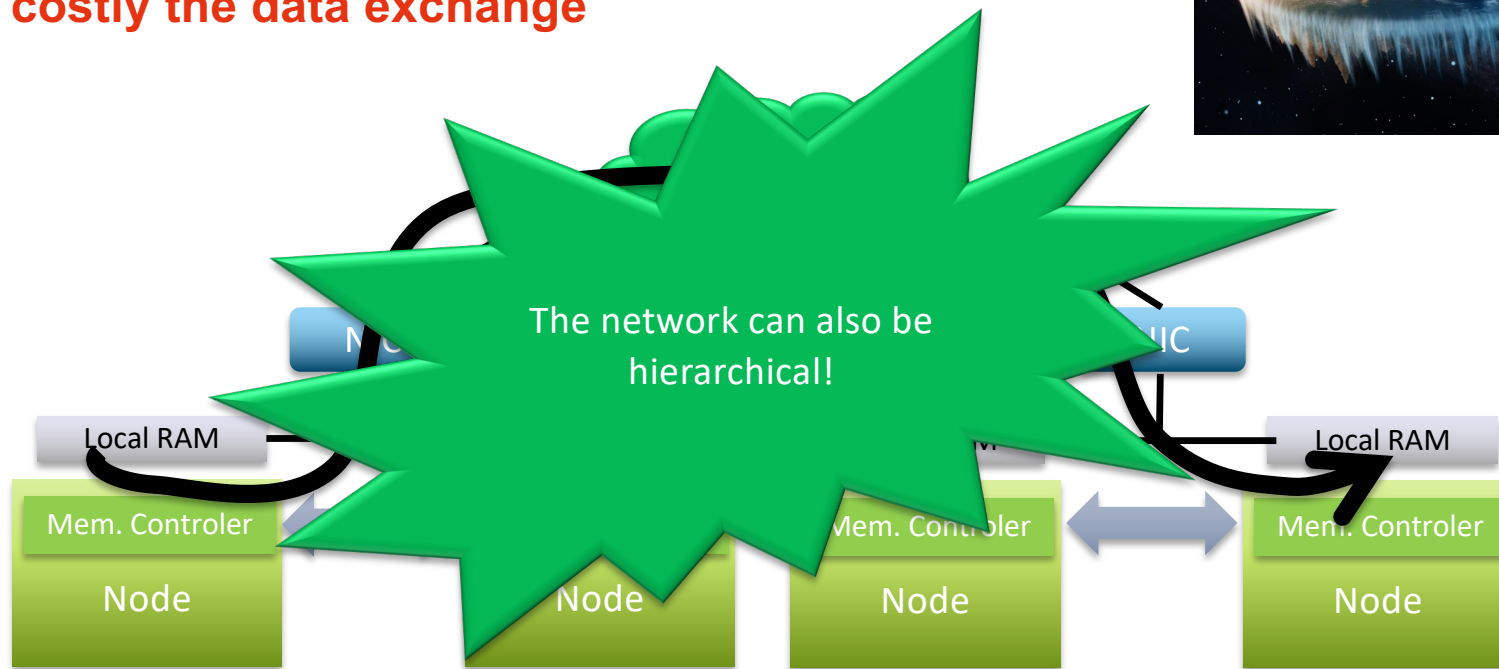 costly the data exchange
The network can also be
hierarchical!
Local RAM
Local RAM
Mem. Controler
Mem. Controler
Mem. Controler
Node
Node
Node
Node